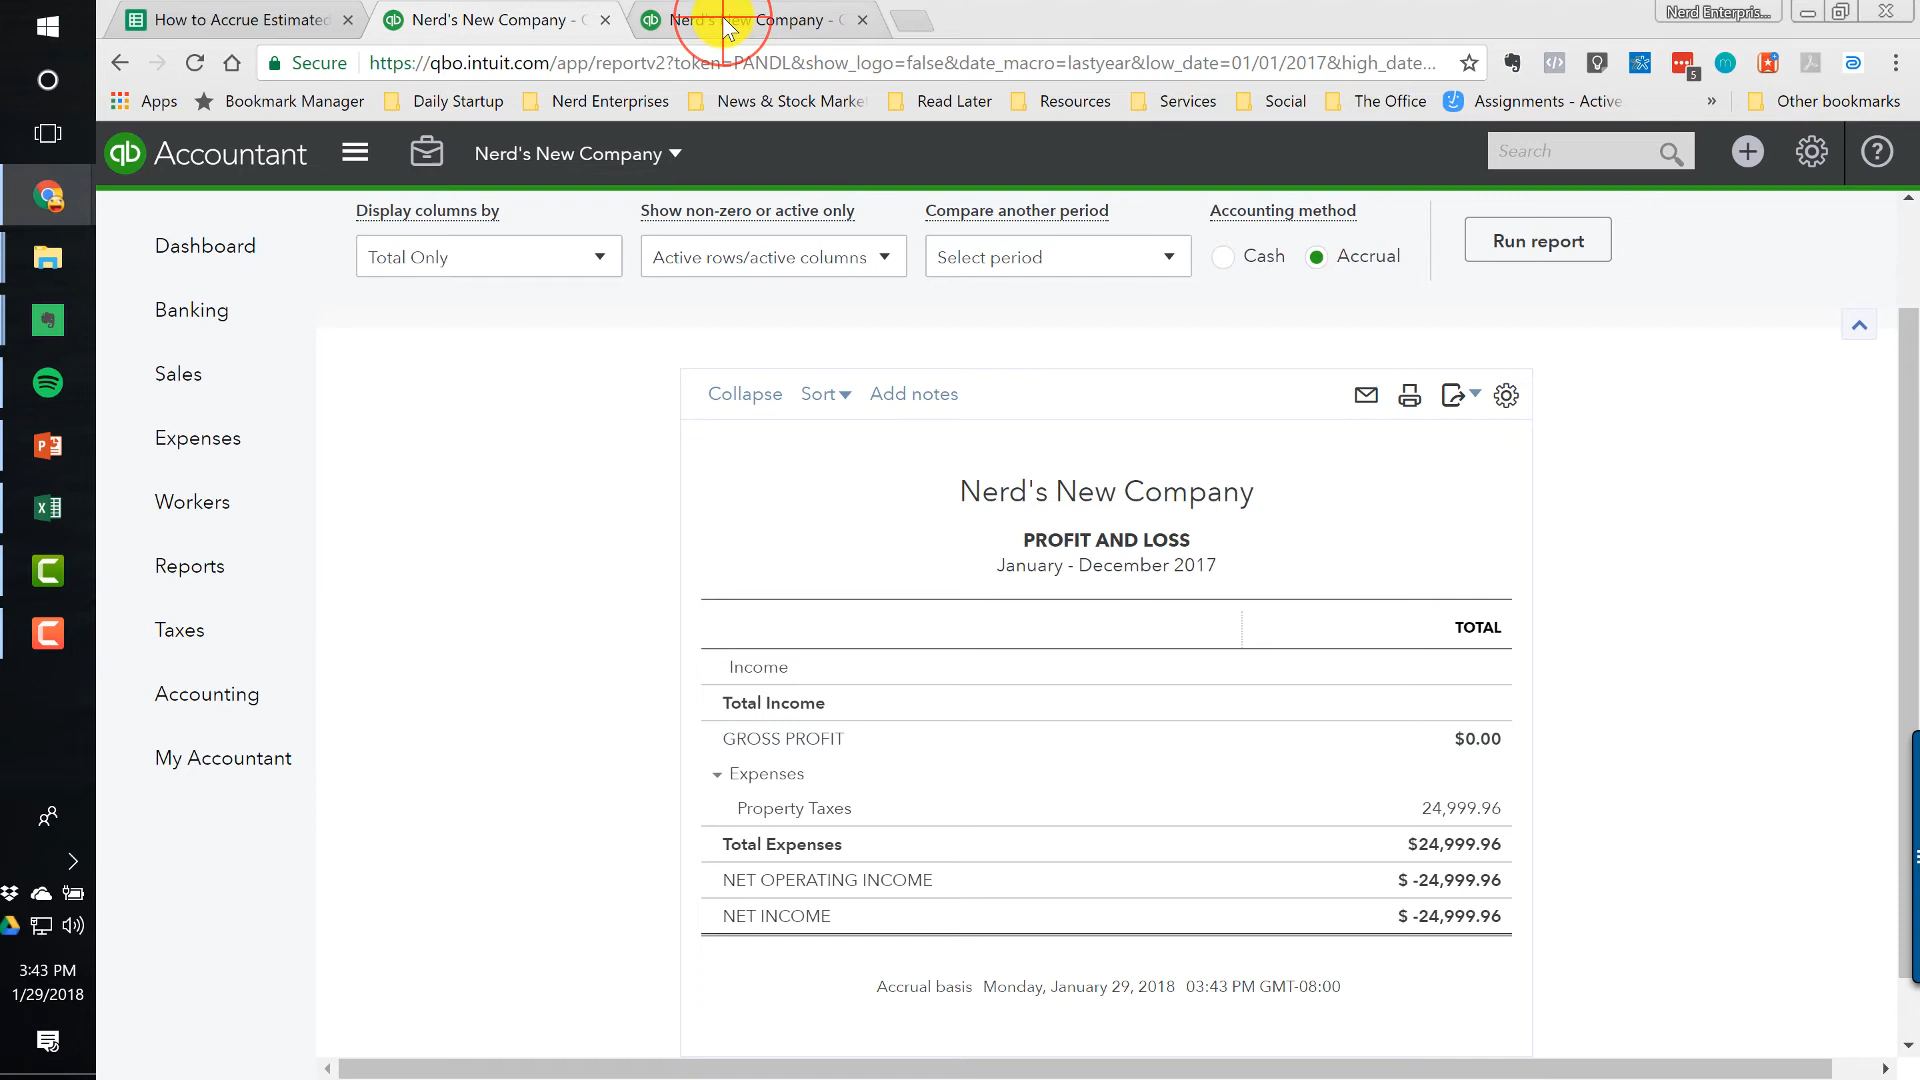 How to Accrue Estimated
Nerd's New Company -
Nerd's New Company -
Nerd Enterpris...
Secure https://qbo.intuit.com/app/reportv2?token=PANDL&show_logo=false&date_macro=lastyear&low_date=01/01/2017&high_date...
5
Apps
Bookmark Manager
Daily Startup
Nerd Enterprises
News & Stock Marke
Read Later
Resources
Services
Social
The Office
Assignments - Active
»
Other bookmarks
qb Accountant
Nerd's New Company
Search
Display columns by
Show non-zero or active only
Compare another period
Accounting method
Total Only
Active rows/active columns
Select period
Cash
Accrual
Run report
Dashboard
Banking
Sales
Expenses
Workers
Reports
Taxes
Accounting
My Accountant
Collapse Sort Add notes
Nerd's New Company
PROFIT AND LOSS
January - December 2017
TOTAL
Income
Total Income
GROSS PROFIT $0.00
Expenses
Property Taxes 24,999.96
Total Expenses $24,999.96
NET OPERATING INCOME $ -24,999.96
NET INCOME $ -24,999.96
Accrual basis Monday, January 29, 2018 03:43 PM GMT-08:00
3:43 PM
1/29/2018